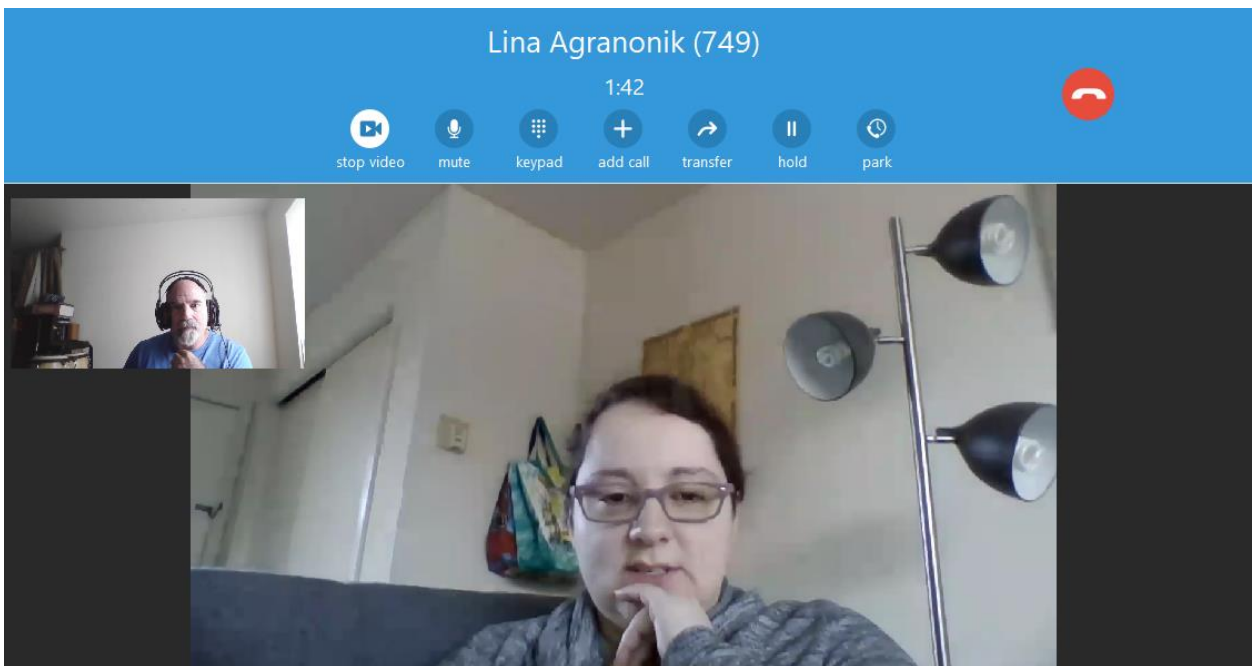 Lina Agranonik (749)
1:42
stop video
mute
keypad
add call
transfer
hold
park